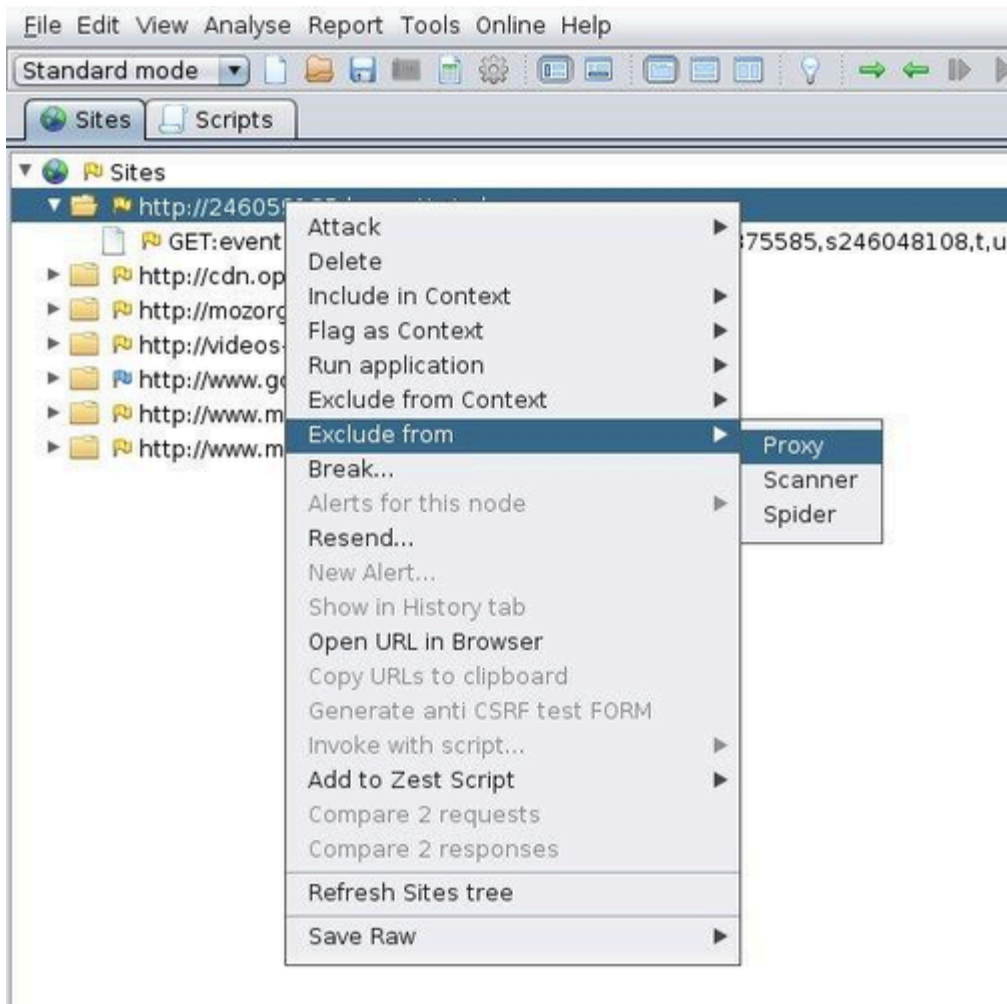 File Edit View Analyse Report Tools Online Help
Standard mode
Sites Scripts
Sites
http://24605
GET:event 375585,s246048108,t,u
http://cdn.op
http://mozorg
http://videos-
http://www.go
http://www.m
http://www.m
Attack
Delete
Include in Context
Flag as Context
Run application
Exclude from Context
Exclude from
Break...
Alerts for this node
Resend...
New Alert...
Show in History tab
Open URL in Browser
Copy URLs to clipboard
Generate anti CSRF test FORM
Invoke with script...
Add to Zest Script
Compare 2 requests
Compare 2 responses
Refresh Sites tree
Save Raw
Proxy
Scanner
Spider